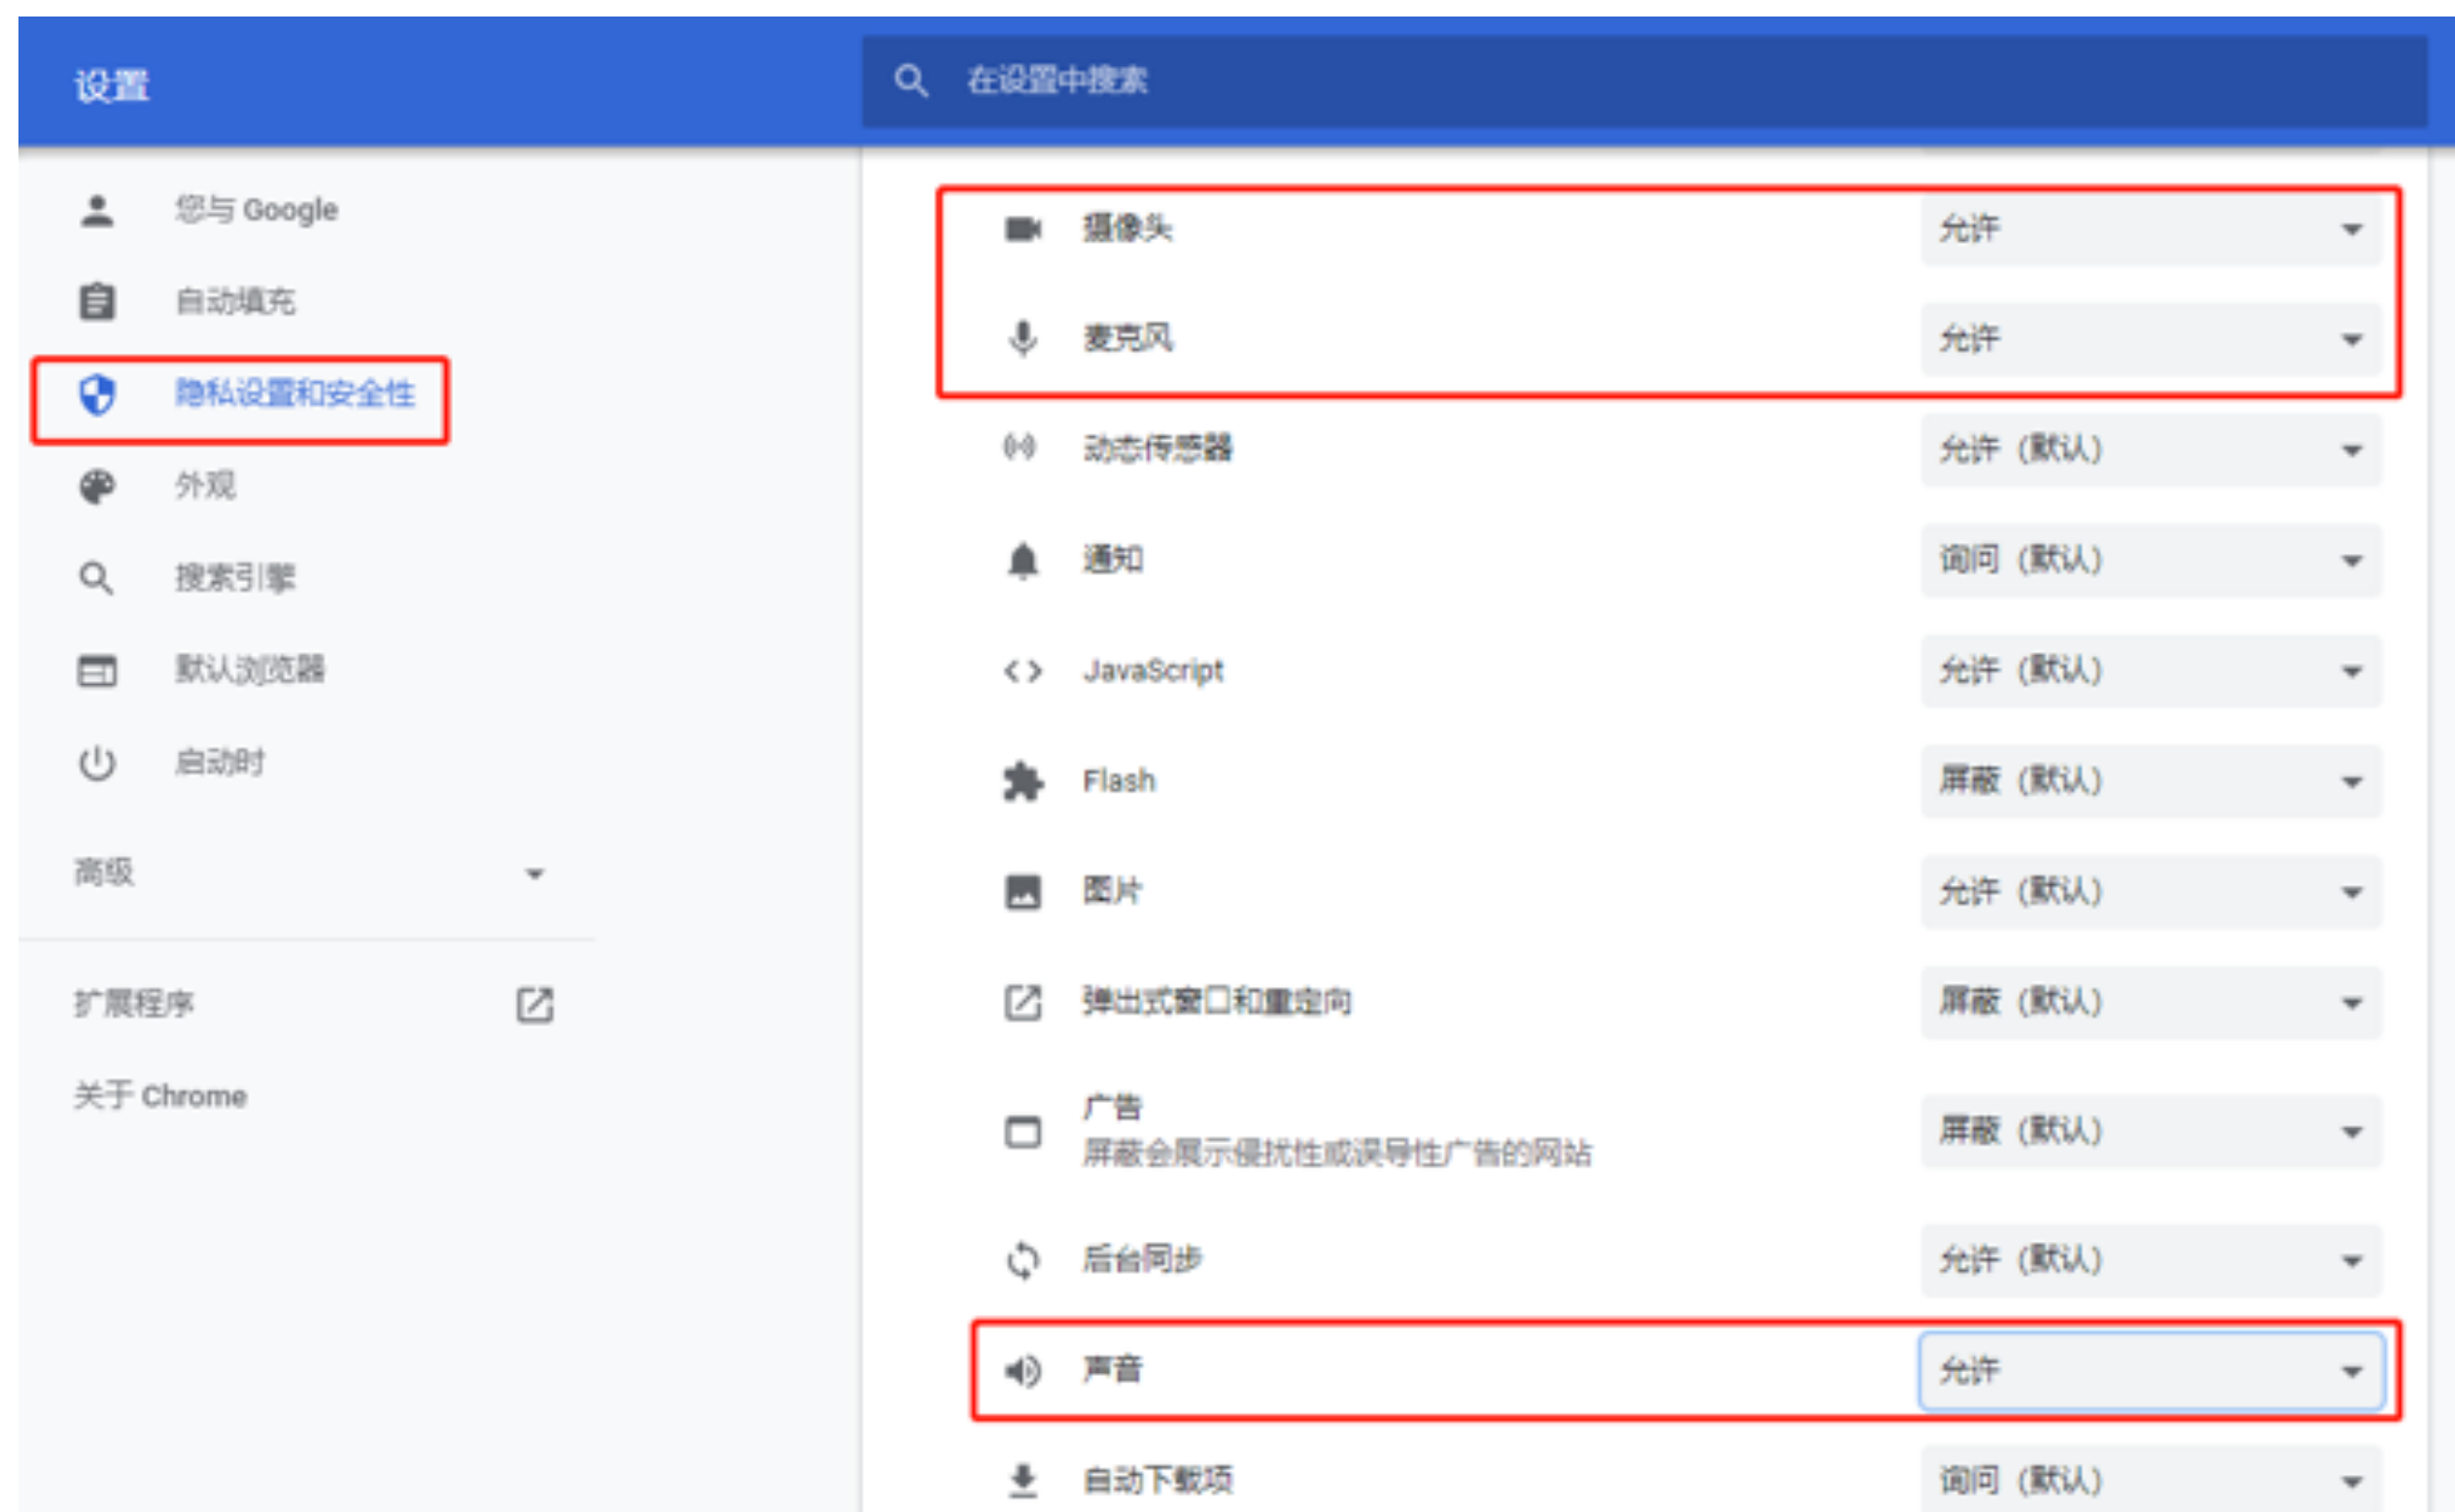 设置
在设置中搜索
您与 Google
自动填充
隐私设置和安全性
外观
搜索引擎
默认浏览器
启动时
高级
扩展程序
关于 Chrome
摄像头 允许
麦克风 允许
动态传感器 允许（默认）
通知 询问（默认）
JavaScript 允许（默认）
Flash 屏蔽（默认）
图片 允许（默认）
弹出式窗口和重定向 屏蔽（默认）
广告 屏蔽（默认）
屏蔽会展示侵扰性或误导性广告的网站
后台同步 允许（默认）
声音 允许
自动下载项 询问（默认）